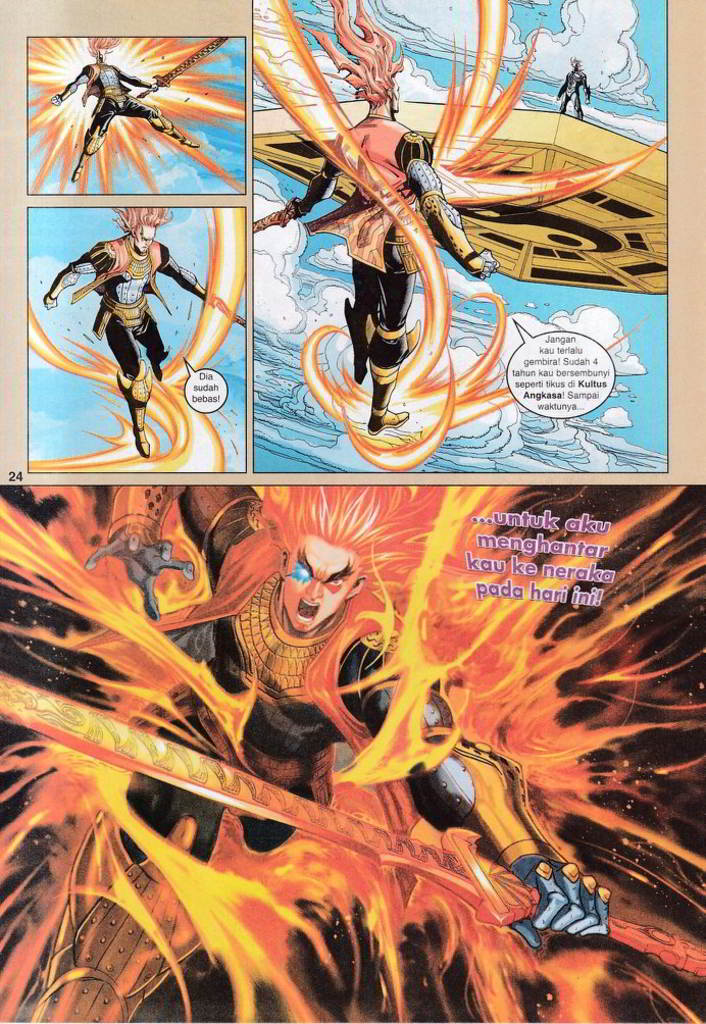 Dia
sudah
bebas!
Jangan
kau terlalu
gembira! Sudah 4
tahun kau bersembunyi
seperti tikus di Kultus
Angkasa! Sampai
waktunya...
24
...untuk aku
menghantar
kau ke neraka
pada hari ini!